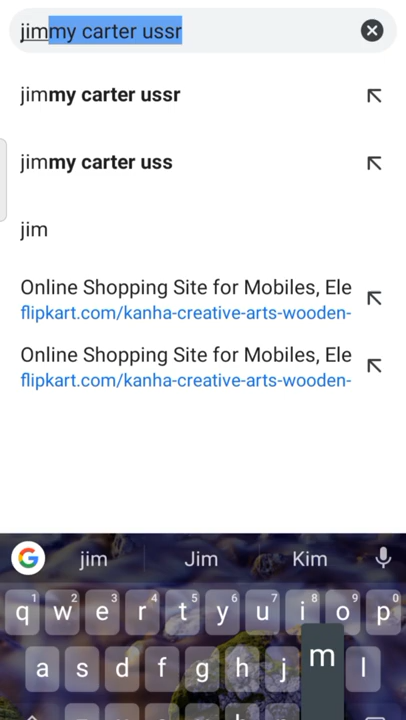 jimmy carter ussr
jimmy carter ussr
jimmy carter uss
jim
Online Shopping Site for Mobiles, Ele
flipkart.com/kanha-creative-arts-wooden-
Online Shopping Site for Mobiles, Ele
flipkart.com/kanha-creative-arts-wooden-
G jim Jim Kim
1 2 3 4 5 6 7 8 9 0
q w e r t y u i o p
a s d f g h j m l